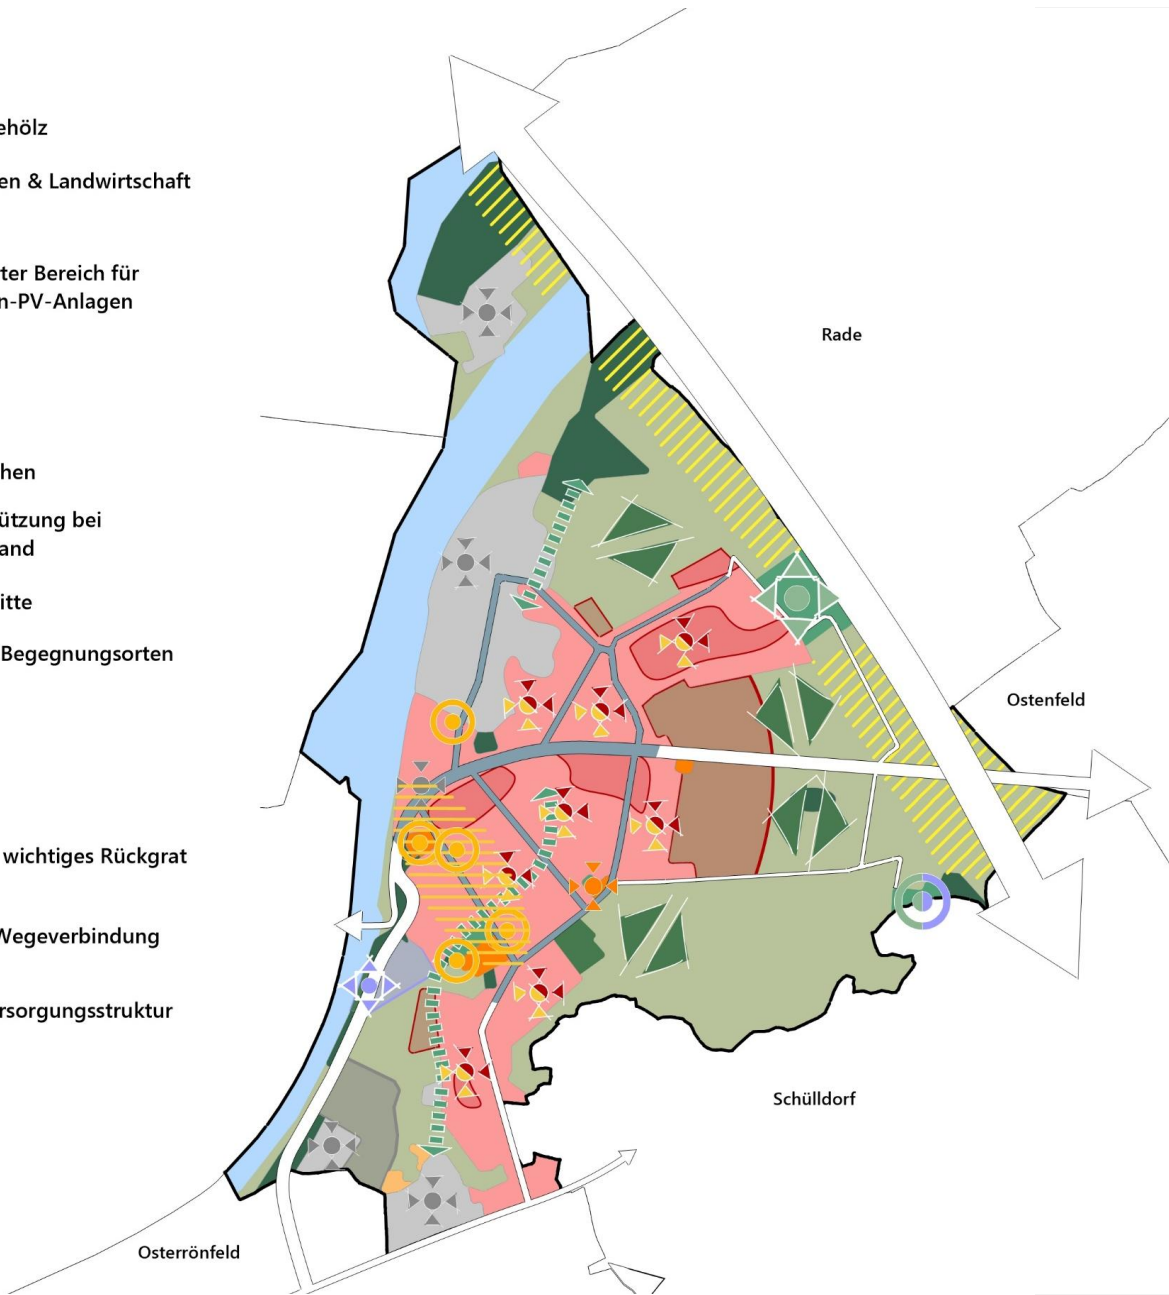 ehölz
en & Landwirtschaft
ter Bereich für
n-PV-Anlagen
Rade
hen
ützung bei
and
itte
Begegnungsorten
Ostenfeld
wichtiges Rückgrat
Wegeverbindung
rsorgungsstruktur
Schülldorf
Osterrönfeld